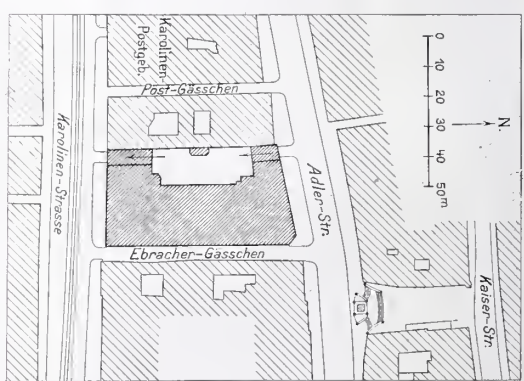 Karolinen-
Postgeb.
Post-Gässchen
0
10
20
30
40
50m.
N.
Adler-Str.
Kaiser-Str.
Karolinen-Strasse
Ebracher-Gässchen